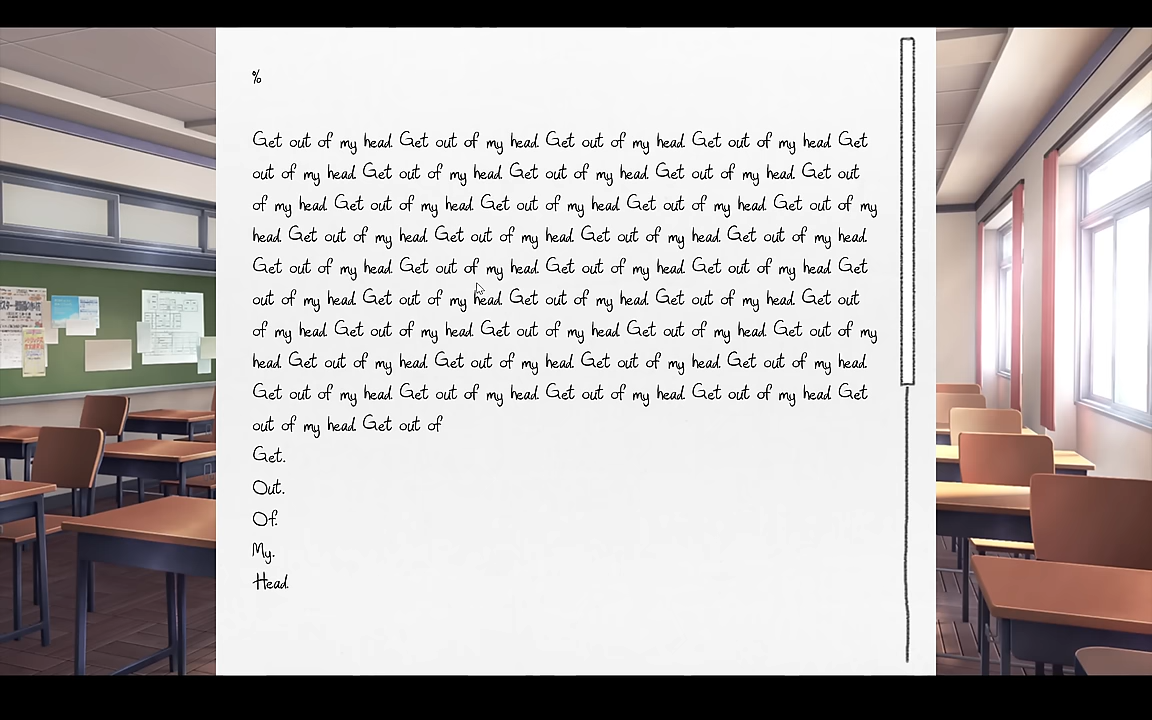 %
Get out of my head. Get out of my head. Get out of my head. Get out of my head. Get
out of my head. Get out of my head. Get out of my head. Get out of my head. Get out
of my head. Get out of my head. Get out of my head. Get out of my head. Get out of my
head. Get out of my head. Get out of my head. Get out of my head. Get out of my head.
Get out of my head. Get out of my head. Get out of my head. Get out of my head. Get
out of my head. Get out of my head. Get out of my head. Get out of my head. Get out
of my head. Get out of my head. Get out of my head. Get out of my head. Get out of my
head. Get out of my head. Get out of my head. Get out of my head. Get out of my head.
Get out of my head. Get out of my head. Get out of my head. Get out of my head. Get
out of my head. Get out of
Get.
Out.
Of.
My.
Head.